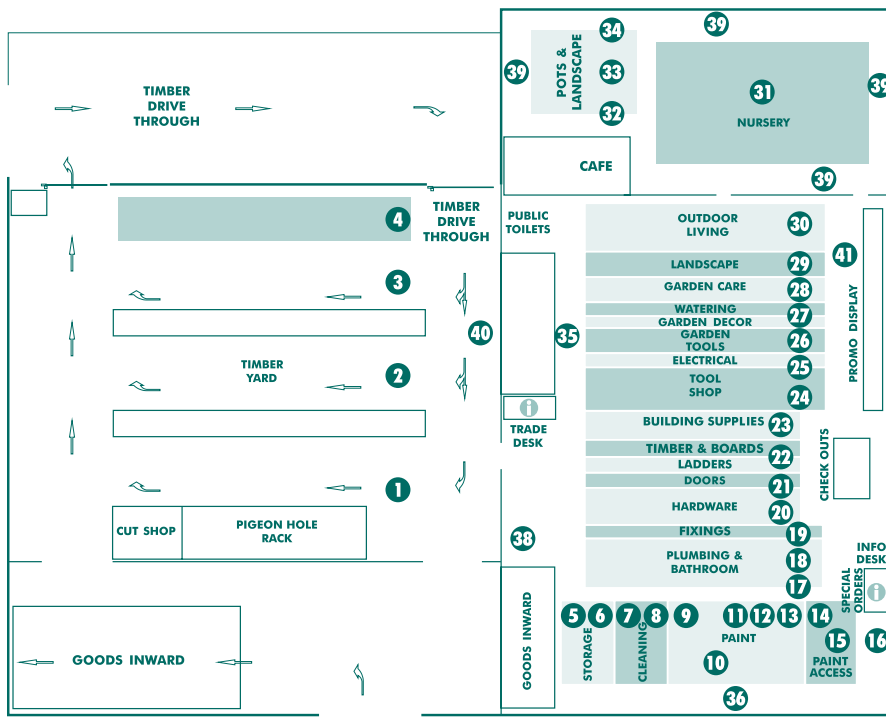 39
34
POTS &
LANDSCAPE
39
33
32
31
NURSERY
39
39
TIMBER
DRIVE
THROUGH
CAFE
4
TIMBER
DRIVE
THROUGH
PUBLIC
TOILETS
OUTDOOR
LIVING
30
41
LANDSCAPE
29
3
GARDEN CARE
28
WATERING
27
GARDEN DECOR
40
35
GARDEN
TOOLS
26
PROMO DISPLAY
ELECTRICAL
25
TIMBER
YARD
2
TOOL
SHOP
24
i
TRADE
DESK
BUILDING SUPPLIES
23
TIMBER & BOARDS
22
LADDERS
CHECK OUTS
DOORS
21
1
HARDWARE
20
CUT SHOP
PIGEON HOLE
RACK
38
FIXINGS
19
PLUMBING &
BATHROOM
18
17
INFO
DESK
i
SPECIAL
ORDERS
GOODS INWARD
GOODS INWARD
5
6
7
8
9
11
12
13
14
STORAGE
CLEANING
PAINT
10
15
16
PAINT
ACCESS
36